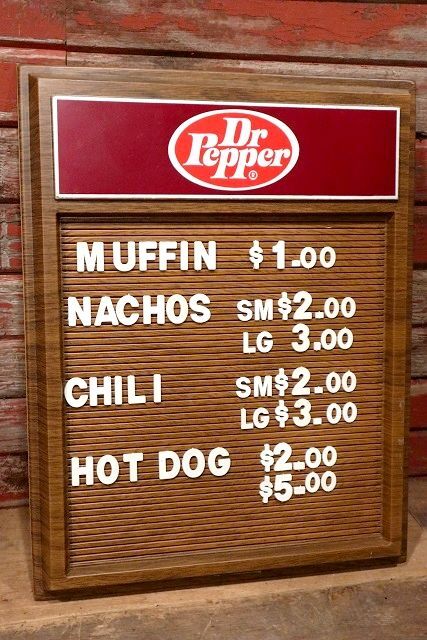 Dr
Pepper®
MUFFIN $1.00
NACHOS SM$2.00
LG 3.00
CHILI SM$2.00
LG$3.00
HOT DOG $2.00
$5.00